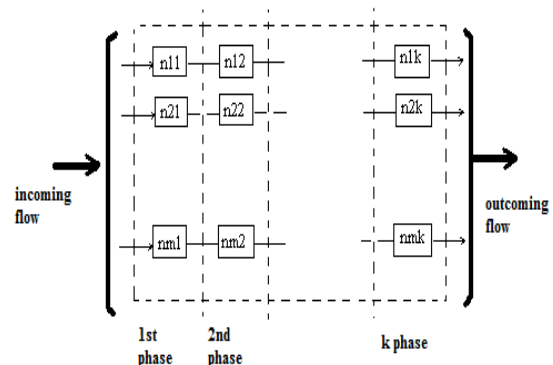 n11 n12 n1k
n21 n22 n2k
incoming
flow
outcoming
flow
nm1 nm2 nmk
1st
phase
2nd
phase
k phase